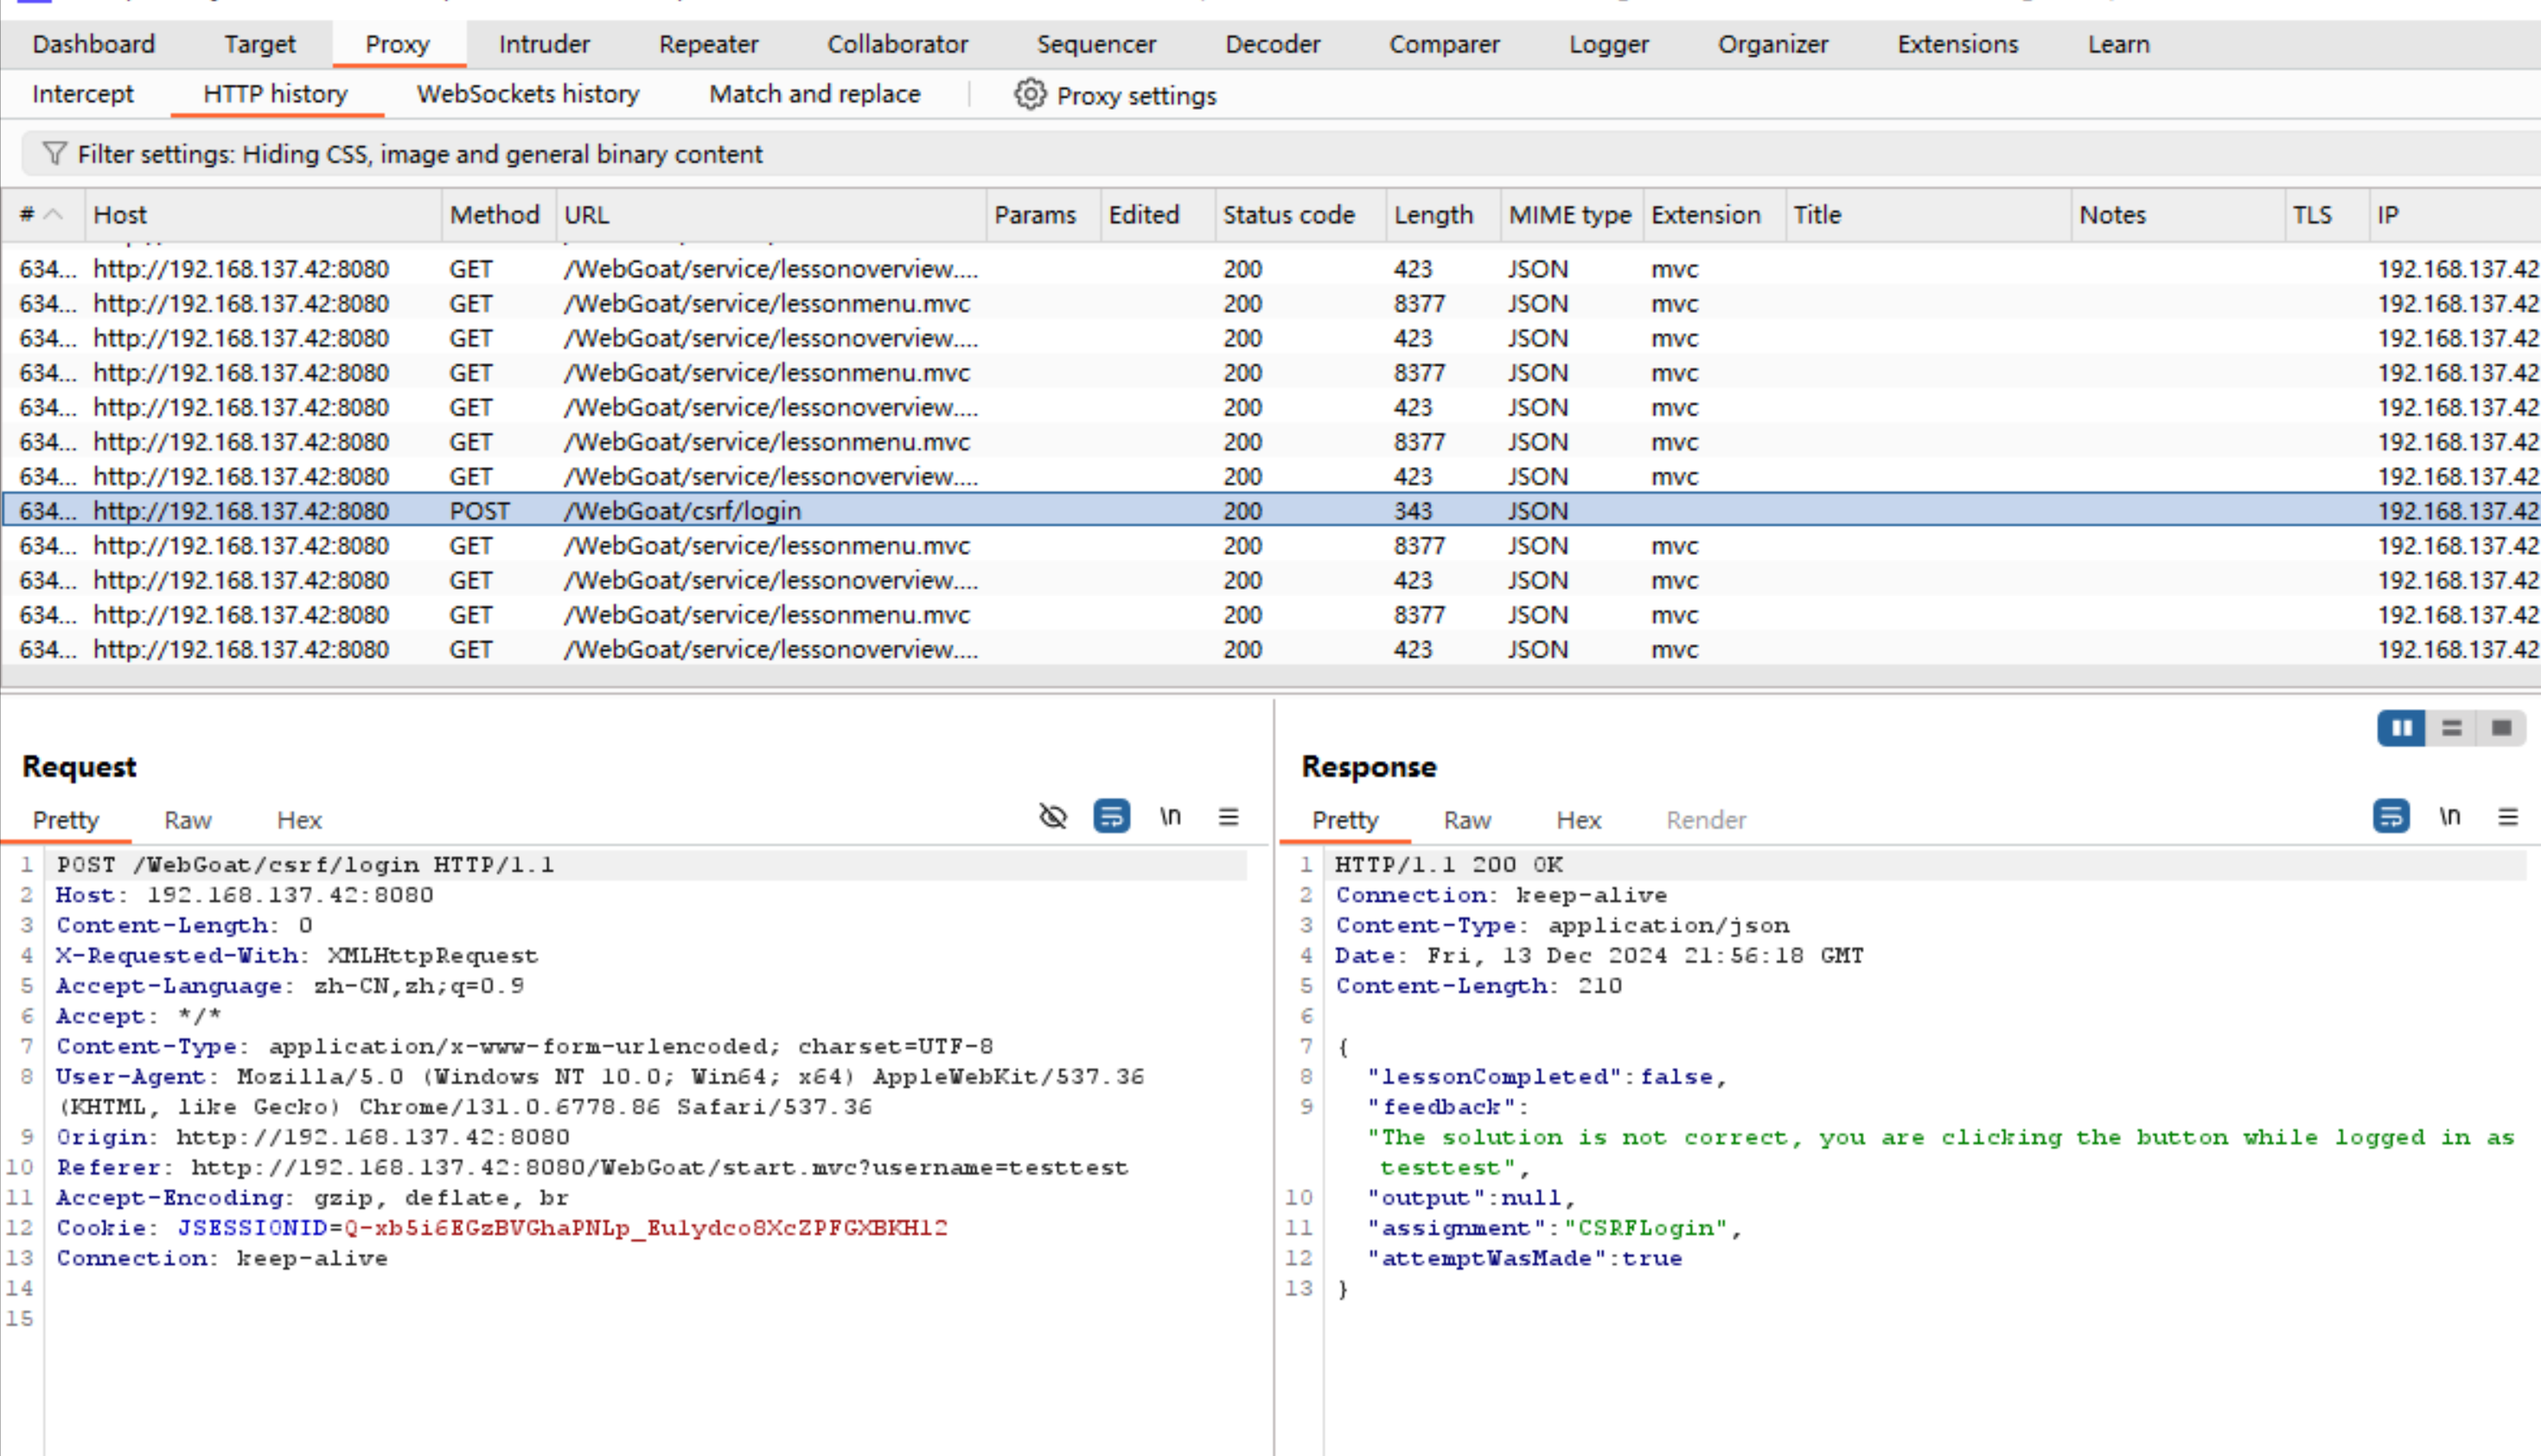 Dashboard Target Proxy Intruder Repeater Collaborator Sequencer Decoder Comparer Logger Organizer Extensions Learn
Intercept HTTP history WebSockets history Match and replace Proxy settings
Filter settings: Hiding CSS, image and general binary content
# Host Method URL Params Edited Status code Length MIME type Extension Title Notes TLS IP
634... http://192.168.137.42:8080 GET /WebGoat/service/lessonoverview.... 200 423 JSON mvc 192.168.137.42
634... http://192.168.137.42:8080 GET /WebGoat/service/lessonmenu.mvc 200 8377 JSON mvc 192.168.137.42
634... http://192.168.137.42:8080 GET /WebGoat/service/lessonoverview.... 200 423 JSON mvc 192.168.137.42
634... http://192.168.137.42:8080 GET /WebGoat/service/lessonmenu.mvc 200 8377 JSON mvc 192.168.137.42
634... http://192.168.137.42:8080 GET /WebGoat/service/lessonoverview.... 200 423 JSON mvc 192.168.137.42
634... http://192.168.137.42:8080 GET /WebGoat/service/lessonmenu.mvc 200 8377 JSON mvc 192.168.137.42
634... http://192.168.137.42:8080 GET /WebGoat/service/lessonoverview.... 200 423 JSON mvc 192.168.137.42
634... http://192.168.137.42:8080 POST /WebGoat/csrf/login 200 343 JSON 192.168.137.42
634... http://192.168.137.42:8080 GET /WebGoat/service/lessonmenu.mvc 200 8377 JSON mvc 192.168.137.42
634... http://192.168.137.42:8080 GET /WebGoat/service/lessonoverview.... 200 423 JSON mvc 192.168.137.42
634... http://192.168.137.42:8080 GET /WebGoat/service/lessonmenu.mvc 200 8377 JSON mvc 192.168.137.42
634... http://192.168.137.42:8080 GET /WebGoat/service/lessonoverview.... 200 423 JSON mvc 192.168.137.42
Request
Pretty Raw Hex \n
1 POST /WebGoat/csrf/login HTTP/1.1
2 Host: 192.168.137.42:8080
3 Content-Length: 0
4 X-Requested-With: XMLHttpRequest
5 Accept-Language: zh-CN,zh;q=0.9
6 Accept: */*
7 Content-Type: application/x-www-form-urlencoded; charset=UTF-8
8 User-Agent: Mozilla/5.0 (Windows NT 10.0; Win64; x64) AppleWebKit/537.36
(KHTML, like Gecko) Chrome/131.0.6778.86 Safari/537.36
9 Origin: http://192.168.137.42:8080
10 Referer: http://192.168.137.42:8080/WebGoat/start.mvc?username=testtest
11 Accept-Encoding: gzip, deflate, br
12 Cookie: JSESSIONID=Q-xb5i6EGzBVGhaPNLp_Eulydco8XcZPFGXBKH12
13 Connection: keep-alive
14
15
Response
Pretty Raw Hex Render \n
1 HTTP/1.1 200 OK
2 Connection: keep-alive
3 Content-Type: application/json
4 Date: Fri, 13 Dec 2024 21:56:18 GMT
5 Content-Length: 210
6
7 {
8 "lessonCompleted":false,
9 "feedback":
"The solution is not correct, you are clicking the button while logged in as
testtest",
10 "output":null,
11 "assignment":"CSRFLogin",
12 "attemptWasMade":true
13 }